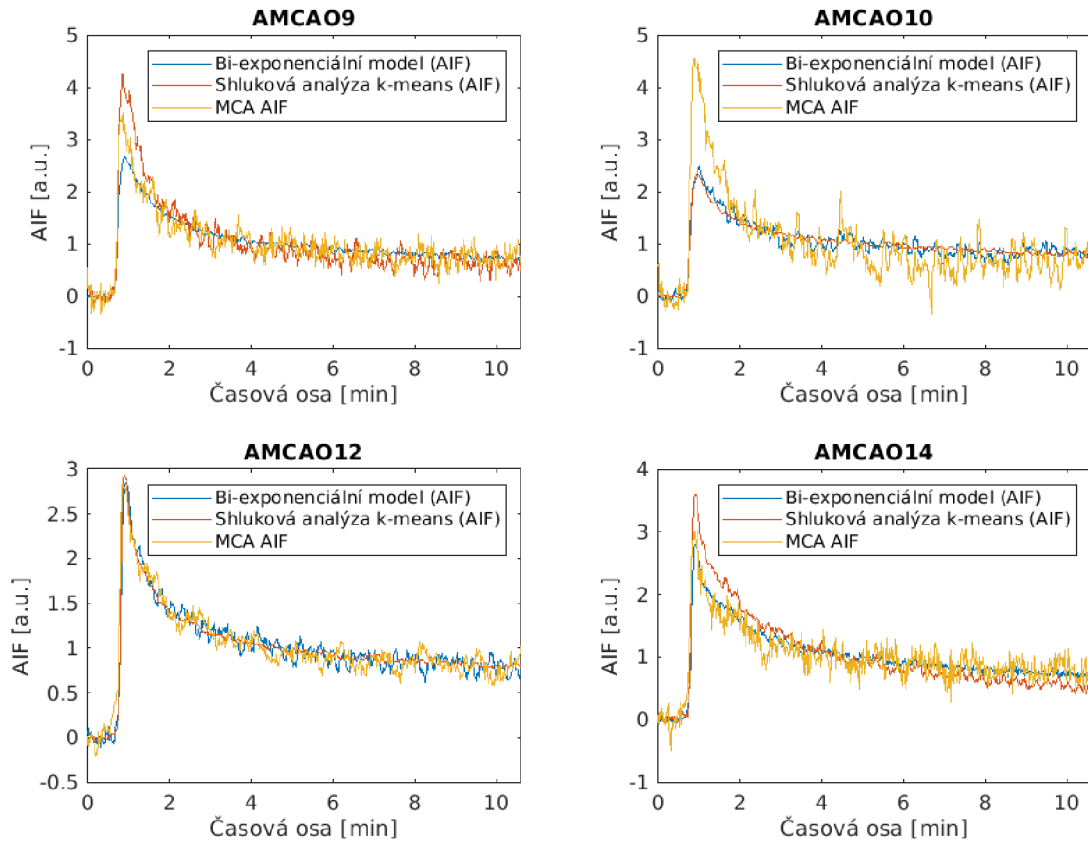 AMCAO9
5
4
3
2
1
0
-1
AIF [a.u.]
Bi-exponenciální model (AIF)
Shluková analýza k-means (AIF)
MCA AIF
0 2 4 6 8 10
Časová osa [min]
AMCAO10
5
4
3
2
1
0
-1
AIF [a.u.]
Bi-exponenciální model (AIF)
Shluková analýza k-means (AIF)
MCA AIF
0 2 4 6 8 10
Časová osa [min]
AMCAO12
3
2.5
2
1.5
1
0.5
0
-0.5
AIF [a.u.]
Bi-exponenciální model (AIF)
Shluková analýza k-means (AIF)
MCA AIF
0 2 4 6 8 10
Časová osa [min]
AMCAO14
4
3
2
1
0
-1
AIF [a.u.]
Bi-exponenciální model (AIF)
Shluková analýza k-means (AIF)
MCA AIF
0 2 4 6 8 10
Časová osa [min]